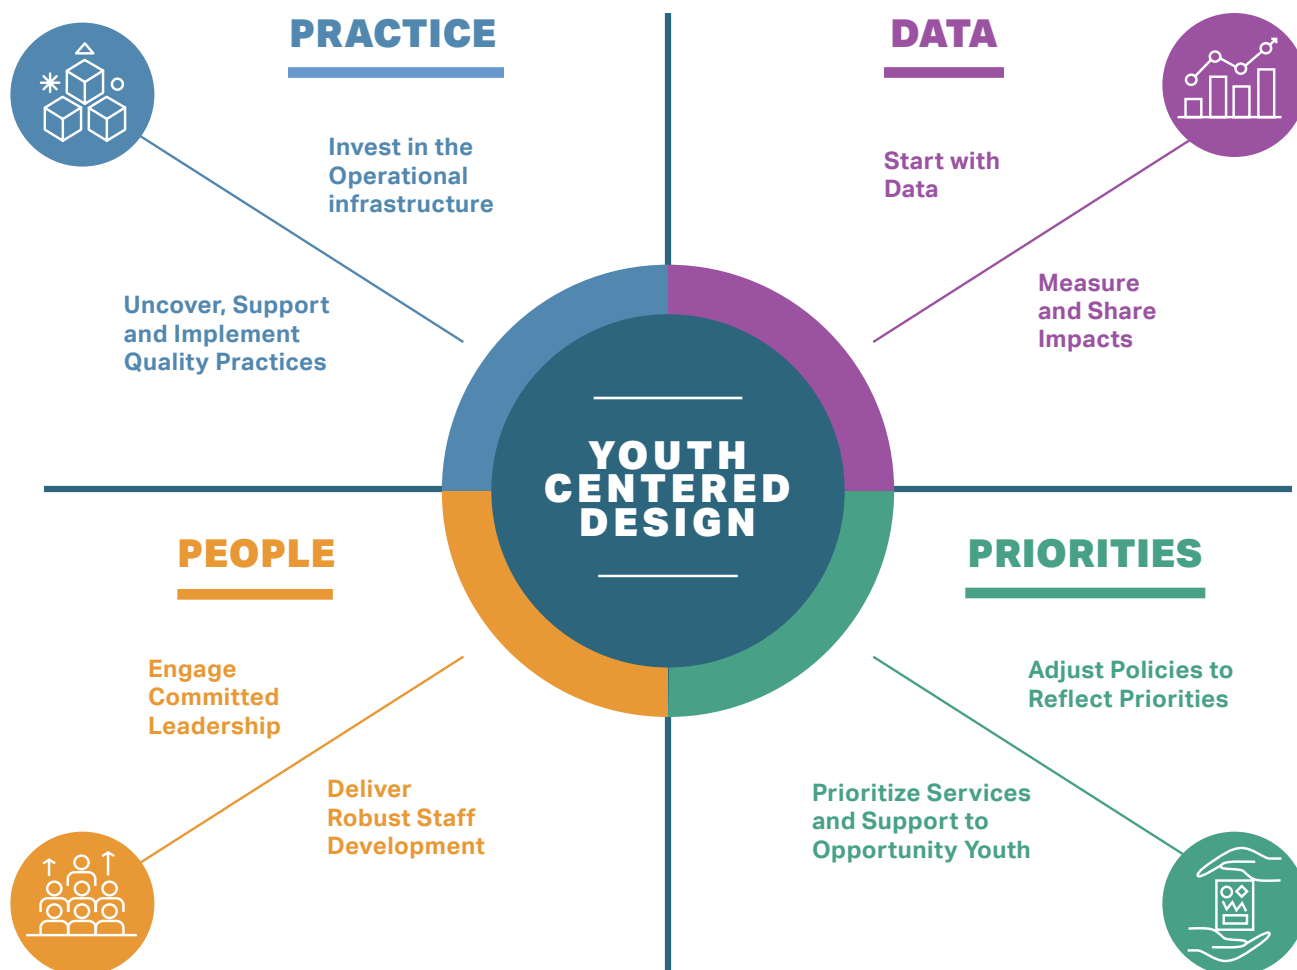 PRACTICE
Invest in the
Operational
infrastructure
Uncover, Support
and Implement
Quality Practices
DATA
Start with
Data
Measure
and Share
Impacts
YOUTH
CENTERED
DESIGN
PEOPLE
Engage
Committed
Leadership
Deliver
Robust Staff
Development
PRIORITIES
Adjust Policies to
Reflect Priorities
Prioritize Services
and Support to
Opportunity Youth